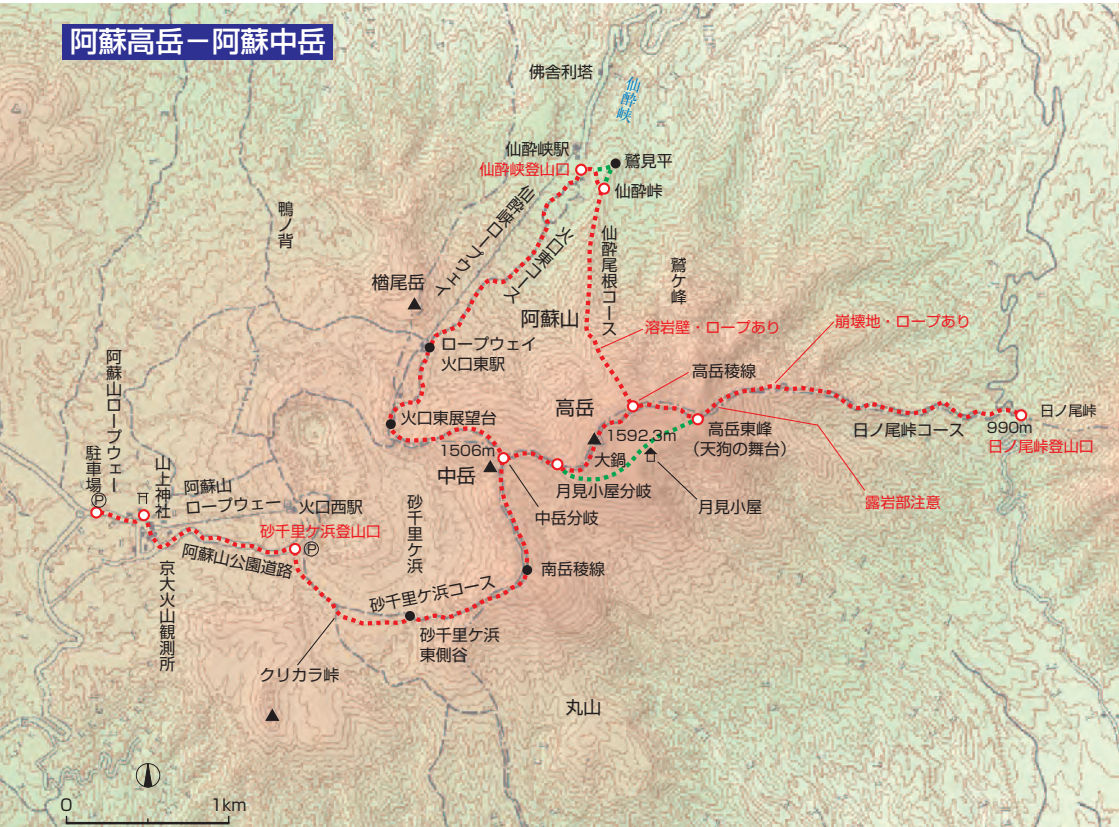 阿蘇高岳－阿蘇中岳
佛舎利塔
仙酔峡
仙酔峡駅
仙酔峡登山口
鷲見平
仙酔峠
鴨ノ背
仙酔峡ロープウェイ
火口東コース
仙酔尾根コース
鷲ケ峰
楢尾岳
阿蘇山
溶岩壁・ロープあり
崩壊地・ロープあり
ロープウェイ
火口東駅
阿蘇山ロープウェー
駐車場
高岳稜線
高岳
火口東展望台
1592.3m
高岳東峰
（天狗の舞台）
日ノ尾峠コース
日ノ尾峠
990m
日ノ尾峠登山口
1506m
中岳
大鍋
月見小屋分岐
月見小屋
露岩部注意
中岳分岐
山上神社
阿蘇山
ロープウェー
火口西駅
砂千里ケ浜
砂千里ケ浜登山口
P
P
阿蘇山公園道路
京大火山観測所
砂千里ケ浜コース
南岳稜線
砂千里ケ浜
東側谷
クリカラ峠
丸山
0
1km